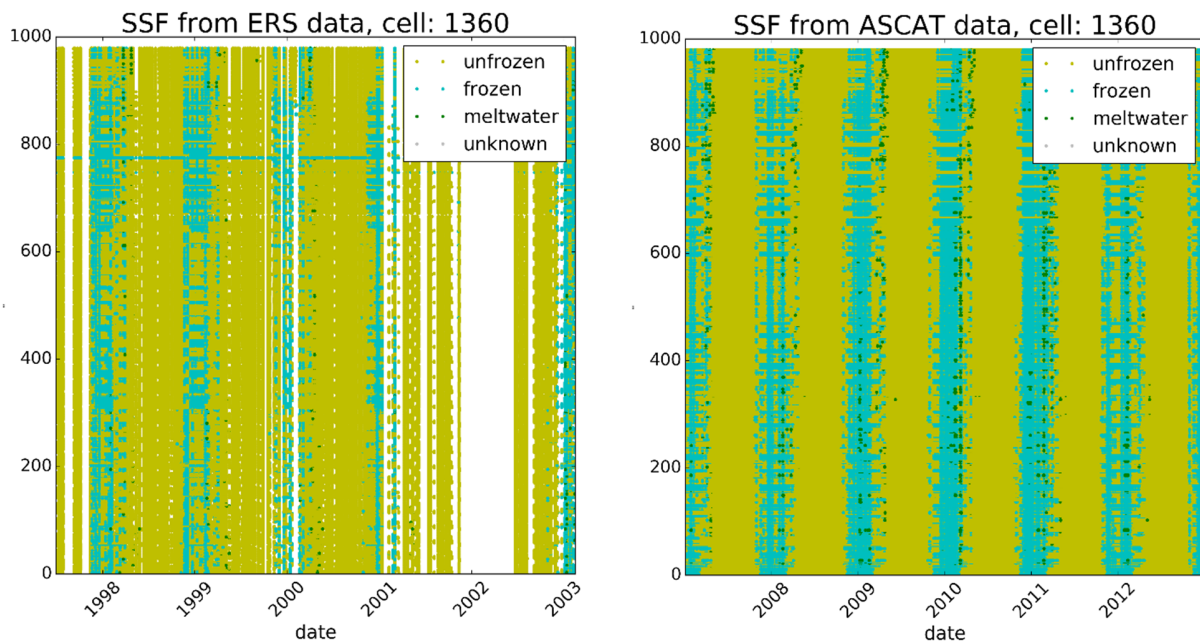 SSF from ERS data, cell: 1360
1000
800
600
400
200
0
unfrozen
frozen
meltwater
unknown
1998
1999
2000
2001
2002
2003
date
SSF from ASCAT data, cell: 1360
1000
800
600
400
200
0
unfrozen
frozen
meltwater
unknown
2008
2009
2010
2011
2012
date